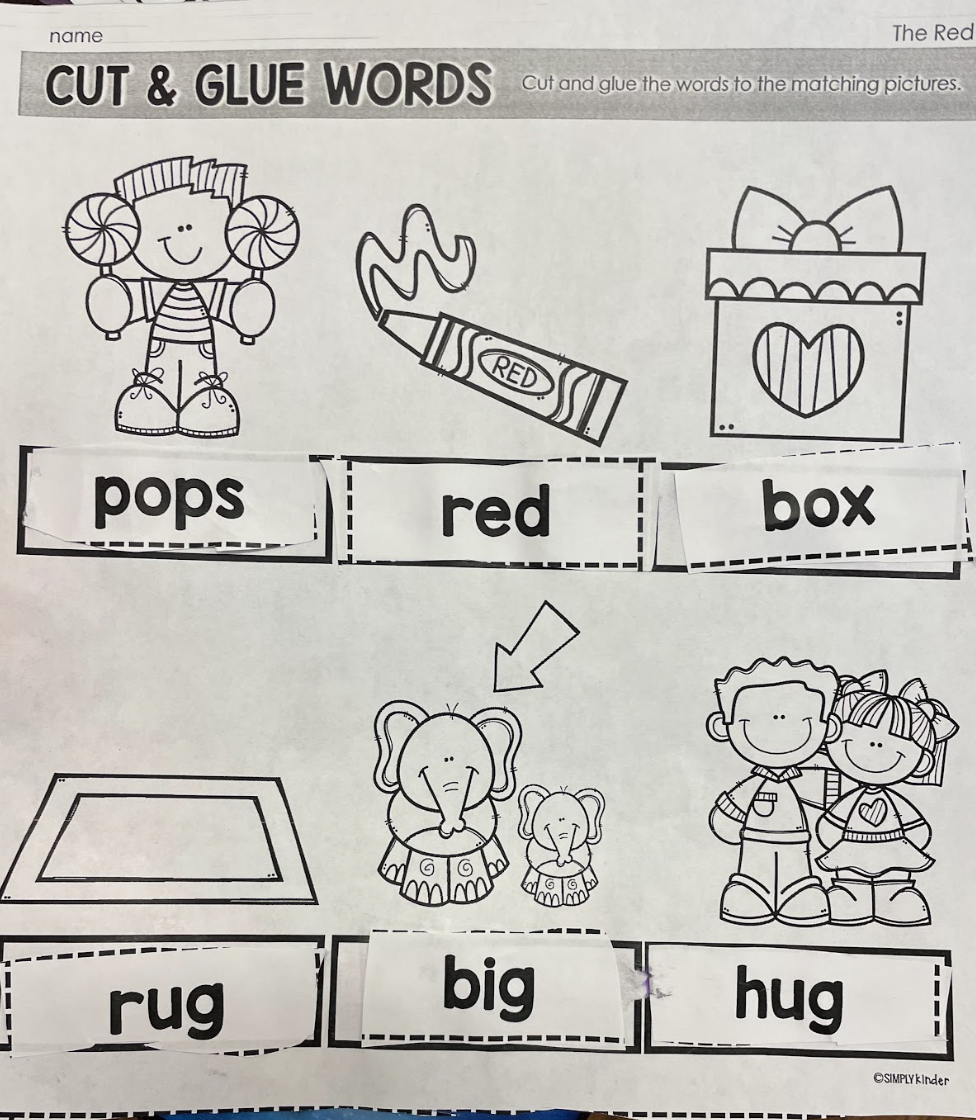 name
The Red
CUT & GLUE WORDS
Cut and glue the words to the matching pictures.
RED
pops
red
box
rug
big
hug
©SIMPLYkinder